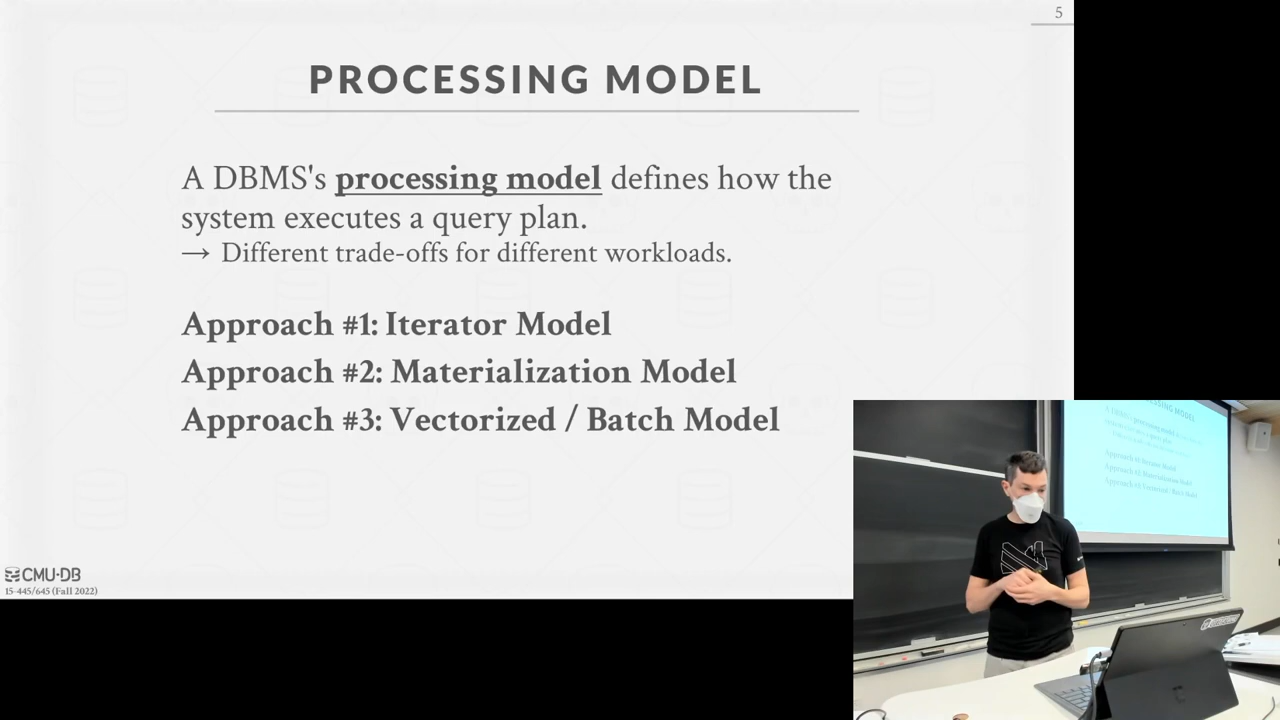 5
PROCESSING MODEL
A DBMS's processing model defines how the
system executes a query plan.
→ Different trade-offs for different workloads.
Approach #1: Iterator Model
Approach #2: Materialization Model
Approach #3: Vectorized / Batch Model
CMU·DB
15-445/645 (Fall 2022)